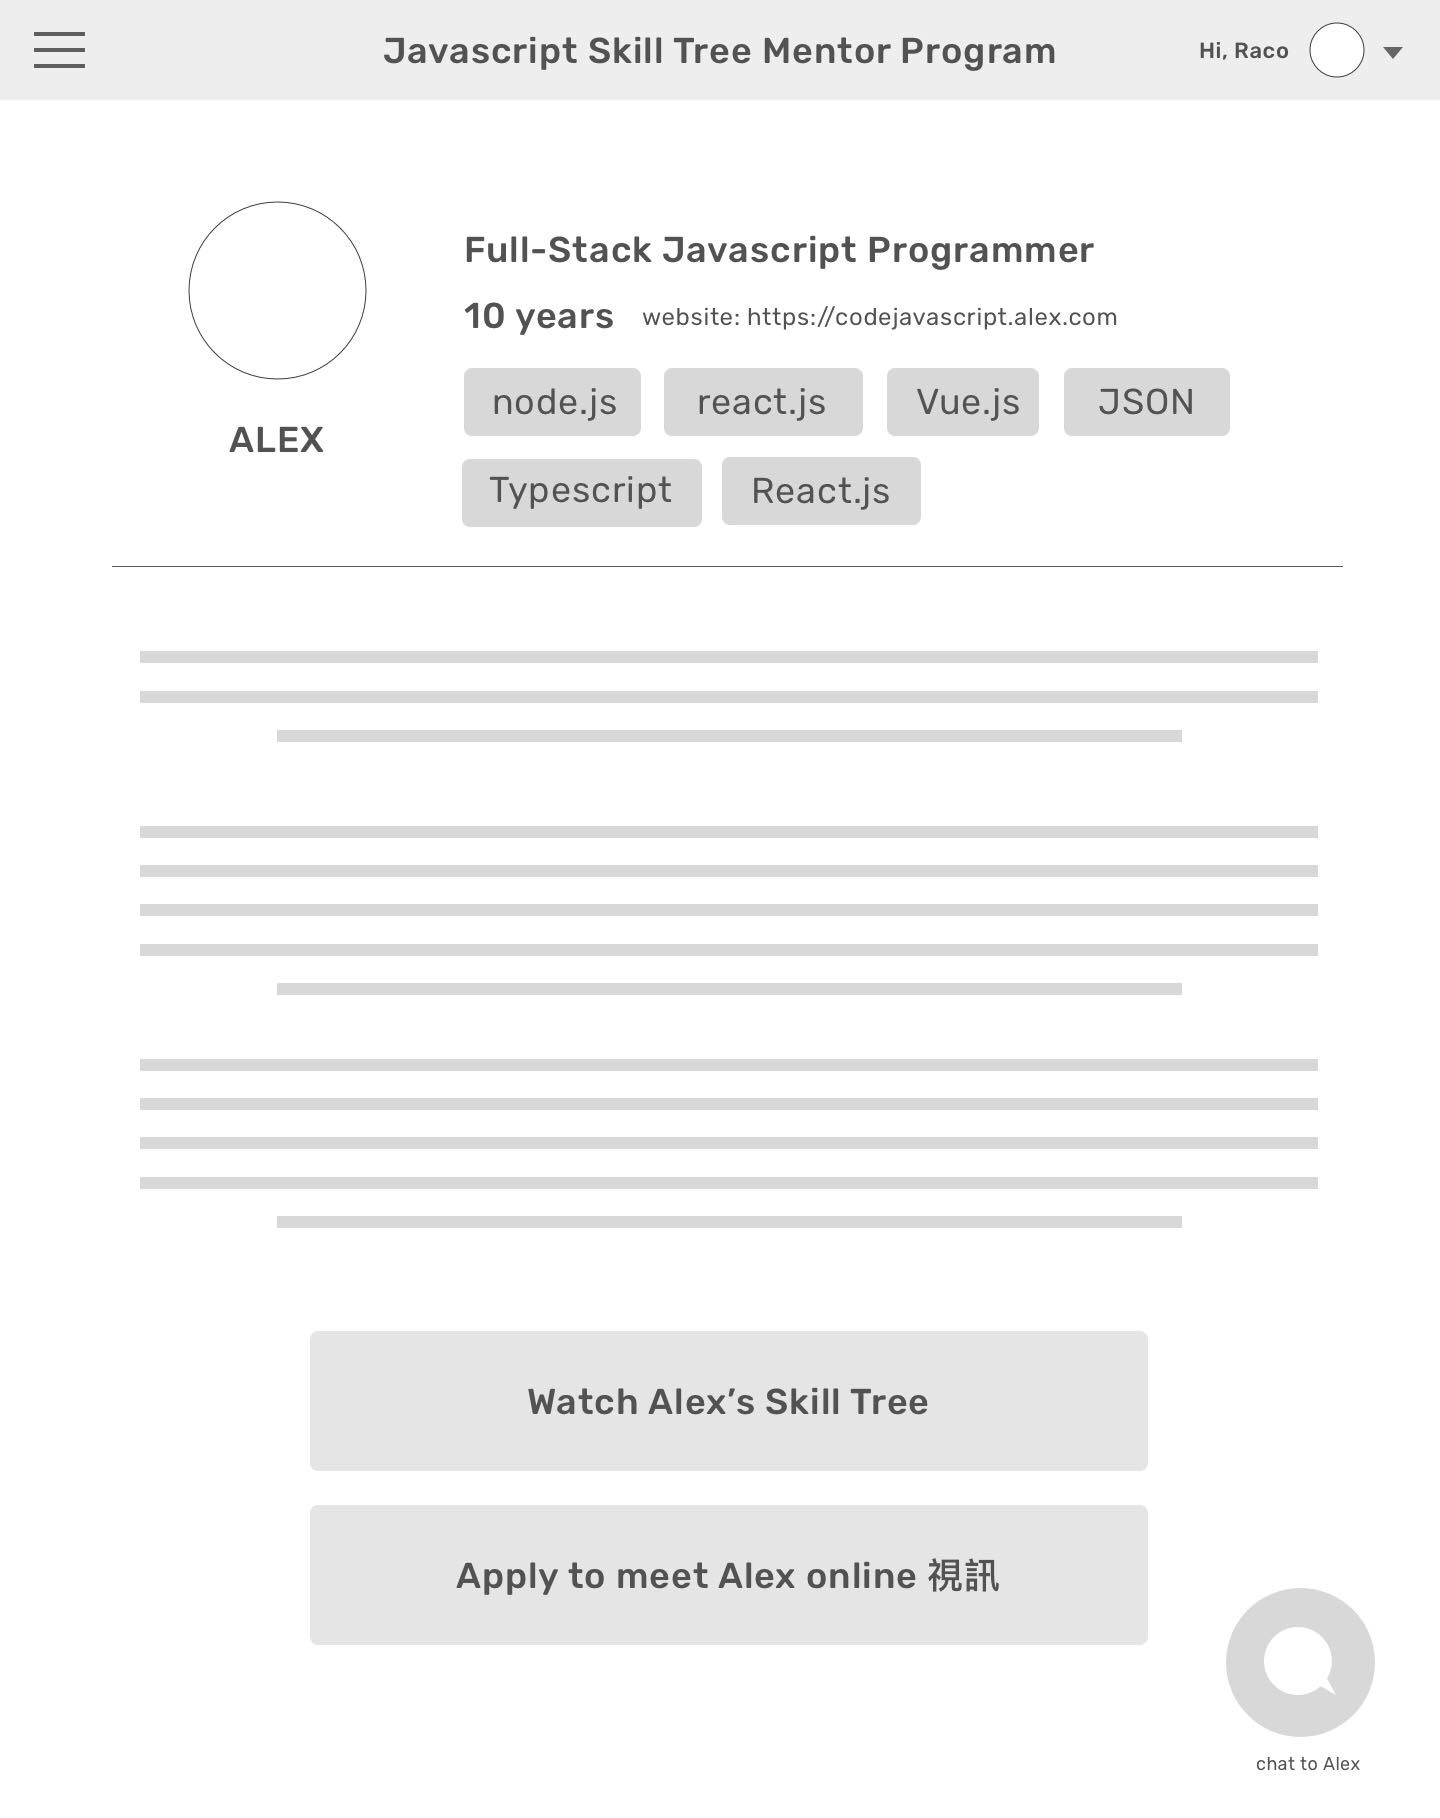 Javascript Skill Tree Mentor Program
Hi, Raco
Full-Stack Javascript Programmer
10 years website: https://codejavascript.alex.com
node.js react.js Vue.js JSON
ALEX
Typescript React.js
Watch Alex’s Skill Tree
Apply to meet Alex online 視訊
chat to Alex